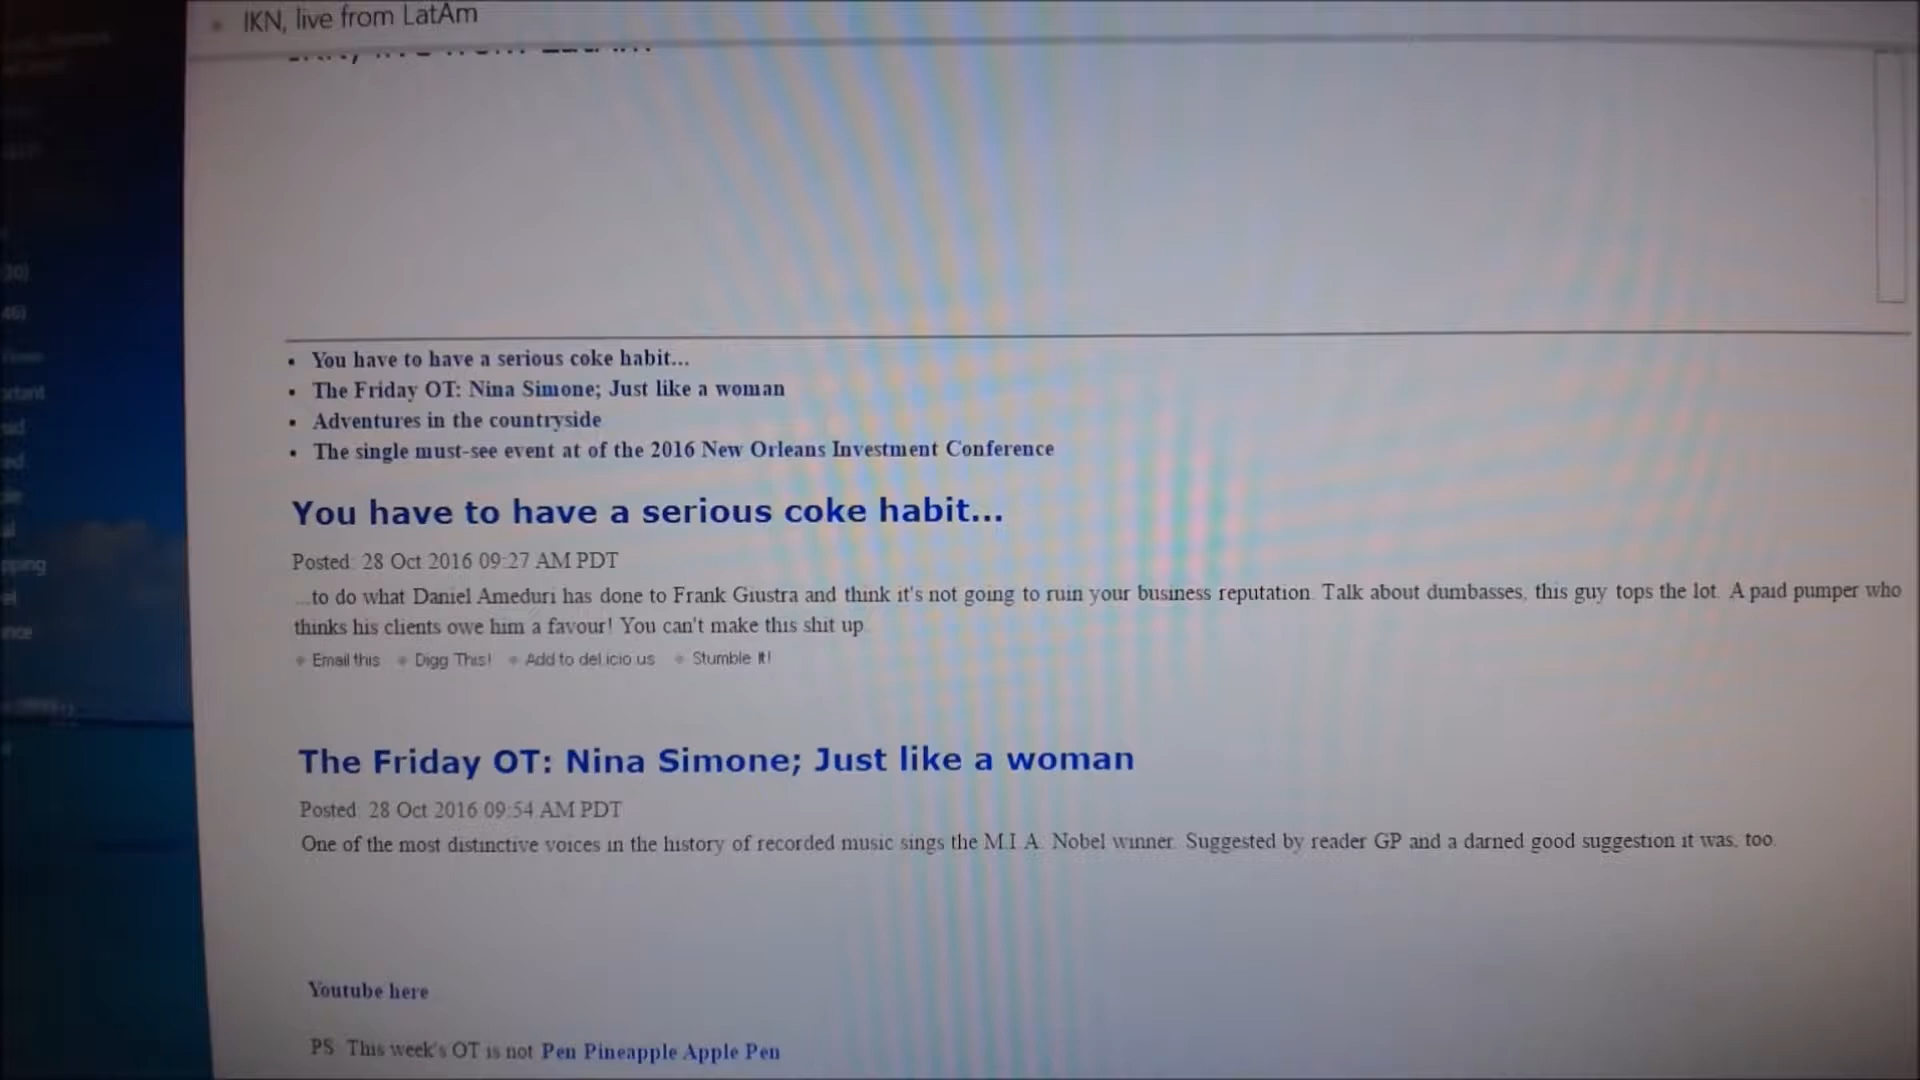 IKN, live from LatAm
30)
46)
You have to have a serious coke habit...
The Friday OT: Nina Simone; Just like a woman
Adventures in the countryside
The single must-see event at of the 2016 New Orleans Investment Conference
You have to have a serious coke habit...
Posted: 28 Oct 2016 09:27 AM PDT
...to do what Daniel Ameduri has done to Frank Giustra and think it's not going to ruin your business reputation. Talk about dumbasses, this guy tops the lot. A paid pumper who
thinks his clients owe him a favour! You can't make this shit up.
Email this Digg This! Add to del.icio.us Stumble It!
The Friday OT: Nina Simone; Just like a woman
Posted: 28 Oct 2016 09:54 AM PDT
One of the most distinctive voices in the history of recorded music sings the M.I.A. Nobel winner. Suggested by reader GP and a darned good suggestion it was, too.
Youtube here
PS: This week's OT is not Pen Pineapple Apple Pen